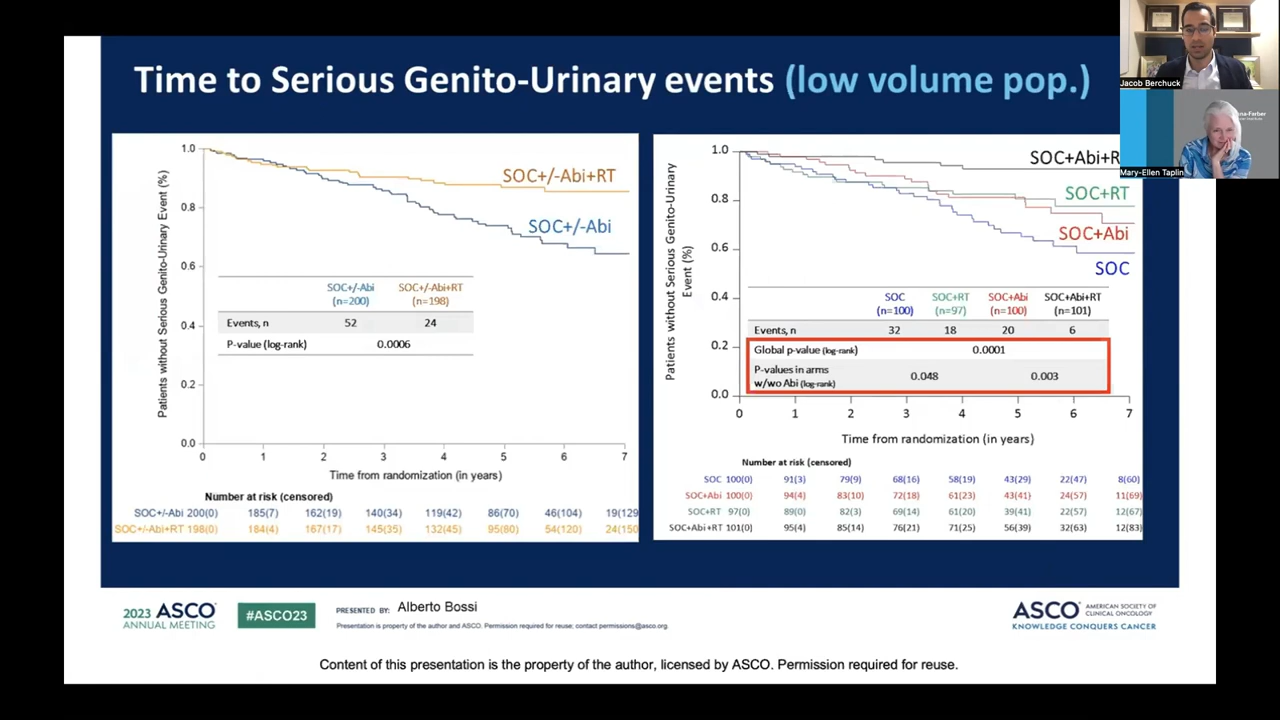 Time to Serious Genito-Urinary events (low volume pop.)
Jacob Berchuck
Mary-Ellen Taplin
Patients without Serious Genito-Urinary Event (%)
1.0
0.8
0.6
0.4
0.2
0.0
SOC+/-Abi+RT
SOC+/-Abi
SOC+/-Abi SOC+/-Abi+RT
(n=200) (n=198)
Events, n 52 24
P-value (log-rank) 0.0006
0 1 2 3 4 5 6 7
Time from randomization (in years)
Number at risk (censored)
SOC+/-Abi 200(0) 185(7) 162(19) 140(34) 119(42) 86(70) 46(104) 19(129
SOC+/-Abi+RT 198(0) 184(4) 167(17) 145(35) 132(45) 95(80) 54(120) 24(150
Patients without Serious Genito-Urinary
Event (%)
1.0
0.8
0.6
0.4
0.2
0.0
SOC+Abi+R
SOC+RT
SOC+Abi
SOC
SOC SOC+RT SOC+Abi SOC+Abi+RT
(n=100) (n=97) (n=100) (n=101)
Events, n 32 18 20 6
Global p-value (log-rank) 0.0001
P-values in arms
w/wo Abi (log-rank) 0.048 0.003
0 1 2 3 4 5 6 7
Time from randomization (in years)
Number at risk (censored)
SOC 100(0) 91(3) 79(9) 68(16) 58(19) 43(29) 22(47) 8(60)
SOC+Abi 100(0) 94(4) 83(10) 72(18) 61(23) 43(41) 24(57) 11(69)
SOC+RT 97(0) 89(0) 82(3) 69(14) 61(20) 39(41) 22(57) 12(67)
SOC+Abi+RT 101(0) 95(4) 85(14) 76(21) 71(25) 56(39) 32(63) 12(83)
2023 ASCO
ANNUAL MEETING
#ASCO23
PRESENTED BY: Alberto Bossi
Presentation is property of the author and ASCO. Permission required for reuse; contact permissions@asco.org.
ASCO AMERICAN SOCIETY OF
CLINICAL ONCOLOGY
KNOWLEDGE CONQUERS CANCER
Content of this presentation is the property of the author, licensed by ASCO. Permission required for reuse.